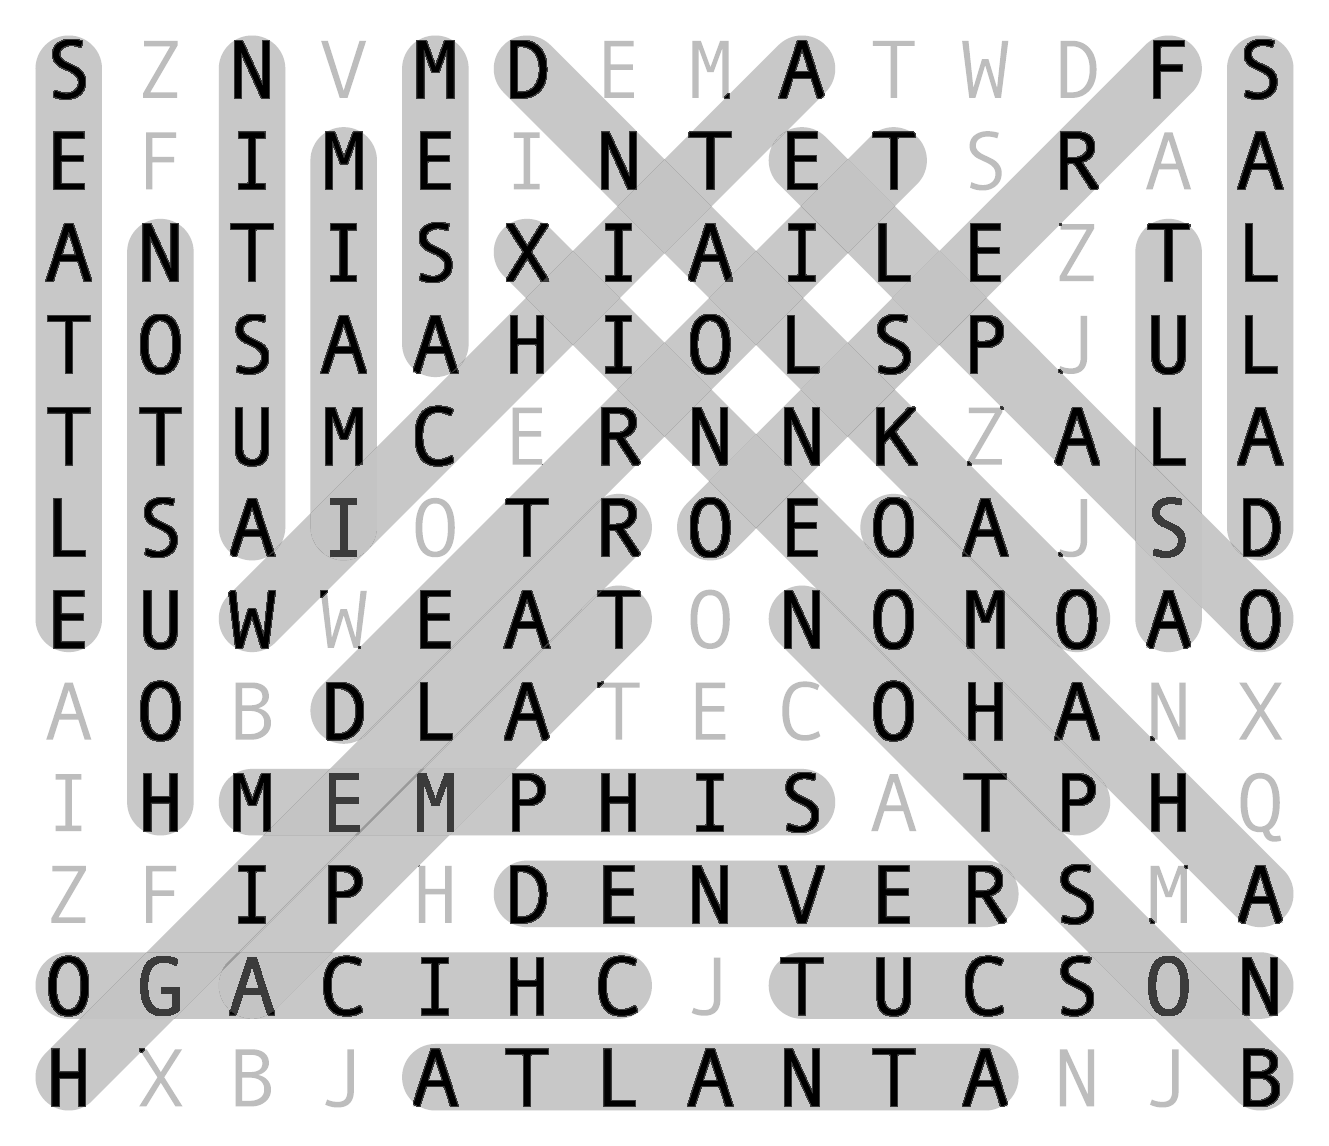 S Z N V M D E M A T W D F S
E F I M E I N T E T S R A A
A N T I S X I A I L E Z T L
T O S A A H I O L S P J U L
T T U M C E R N N K Z A L A
L S A I O T R O E O A J S D
E U W W E A T O N O M O A O
A O B D L A T E C O H A N X
I H M E M P H I S A T P H Q
Z F I P H D E N V E R S M A
O G A C I H C J T U C S O N
H X B J A T L A N T A N J B